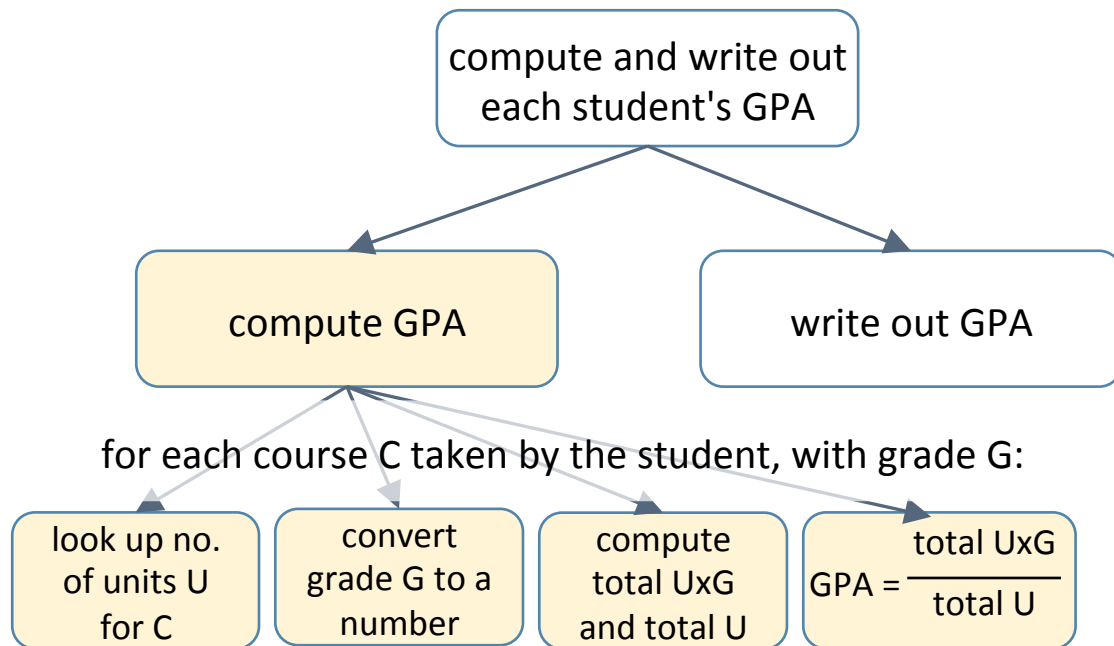 compute and write out
each student's GPA
compute GPA
write out GPA
for each course C taken by the student, with grade G:
look up no.
of units U
for C
convert
grade G to a
number
compute
total UxG
and total U
total UxG
GPA =
total U